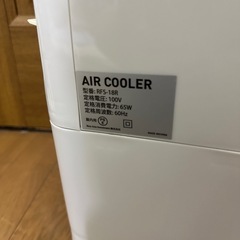 AIR COOLER
型番: RFS-18R
定格電圧: 100V
定格消費電力: 65W
定格周波数: 60Hz